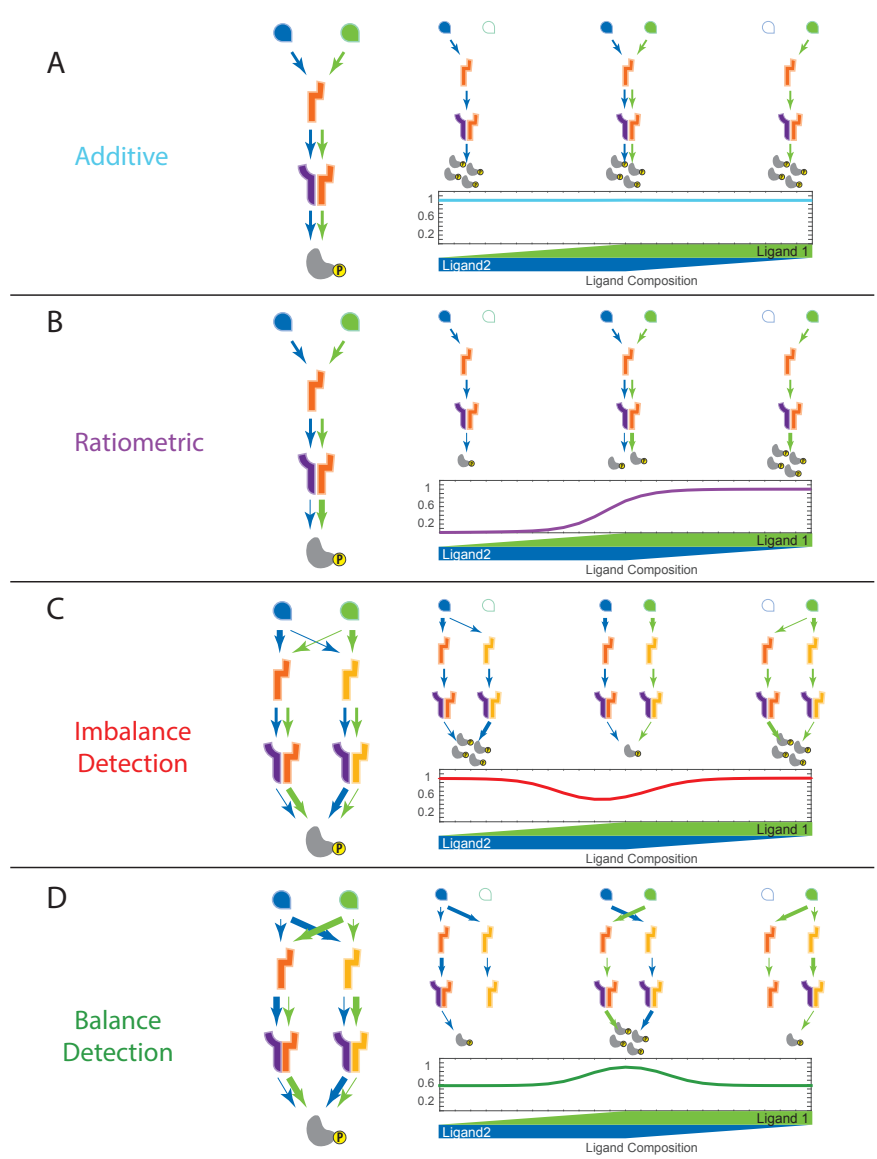 A
Additive
P
P
P
P
P
P
P
P
P
P
P
P
P
1
0.6
0.2
Ligand 1
Ligand2
Ligand Composition
B
Ratiometric
P
P
P
P
P
P
P
P
1
0.6
0.2
Ligand 1
Ligand2
Ligand Composition
C
Imbalance
Detection
P
P
P
P
P
P
P
P
P
P
1
0.6
0.2
Ligand 1
Ligand2
Ligand Composition
D
Balance
Detection
P
P
P
P
P
P
P
1
0.6
0.2
Ligand 1
Ligand2
Ligand Composition